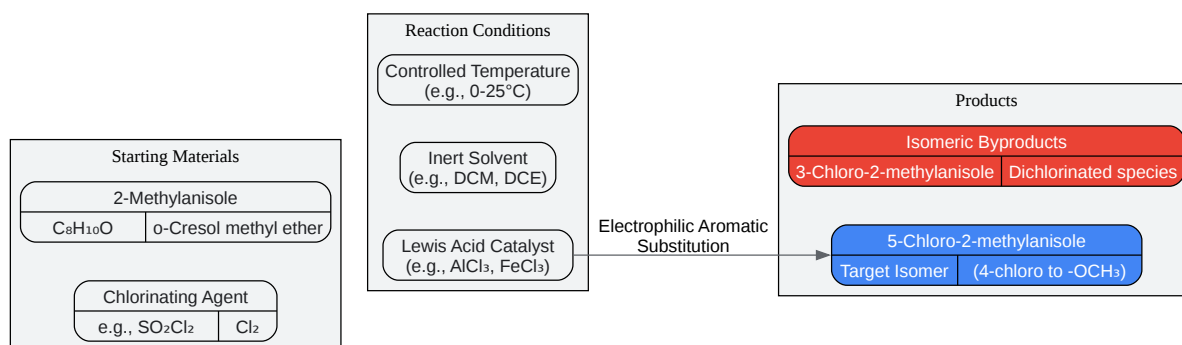 Starting Materials
2-Methylanisole
C₈H₁₀O
o-Cresol methyl ether
Chlorinating Agent
e.g., SO₂Cl₂
Cl₂
Reaction Conditions
Controlled Temperature
(e.g., 0-25°C)
Inert Solvent
(e.g., DCM, DCE)
Lewis Acid Catalyst
(e.g., AlCl₃, FeCl₃)
Electrophilic Aromatic
Substitution
Products
Isomeric Byproducts
3-Chloro-2-methylanisole
Dichlorinated species
5-Chloro-2-methylanisole
Target Isomer
(4-chloro to -OCH₃)